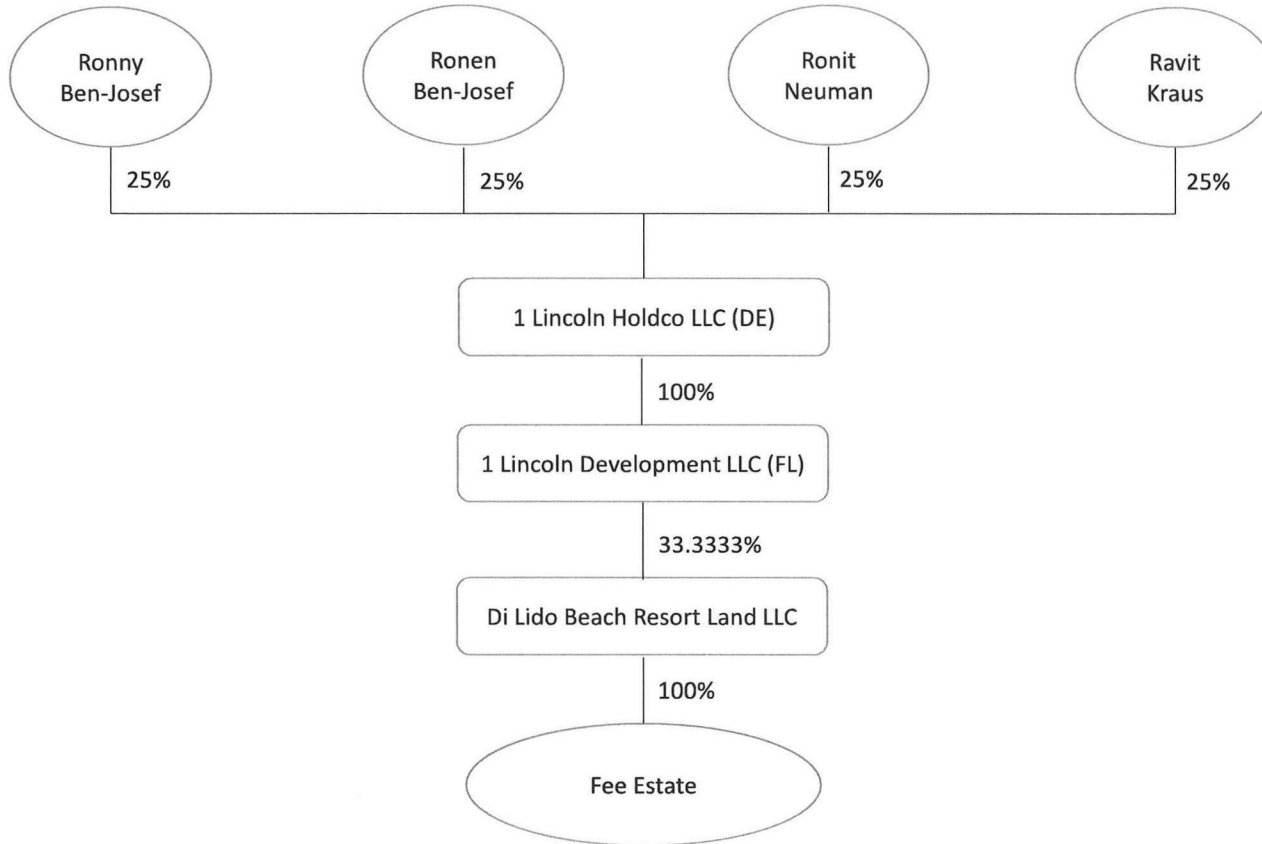 Ronny
Ben-Josef
Ronen
Ben-Josef
Ronit
Neuman
Ravit
Kraus
25%
25%
25%
25%
1 Lincoln Holdco LLC (DE)
100%
1 Lincoln Development LLC (FL)
33.3333%
Di Lido Beach Resort Land LLC
100%
Fee Estate